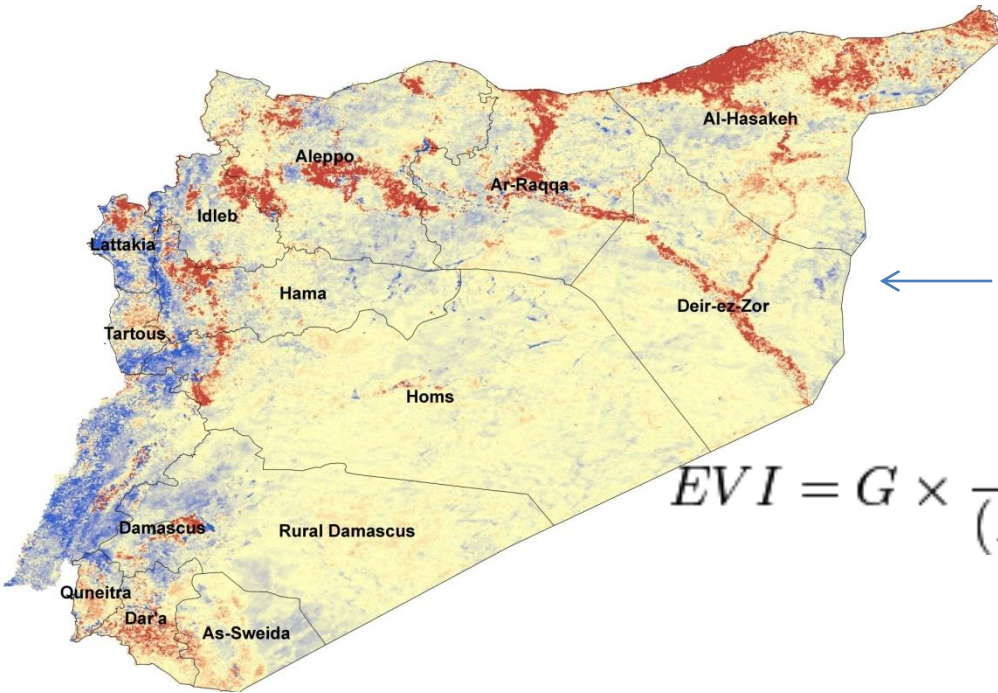 Al-Hasakeh
Aleppo
Ar-Raqqa
Idleb
Lattakia
Hama
Deir-ez-Zor
Tartous
Homs
EVI = G ×
(
Damascus
Rural Damascus
Quneitra
Dar'a
As-Sweida